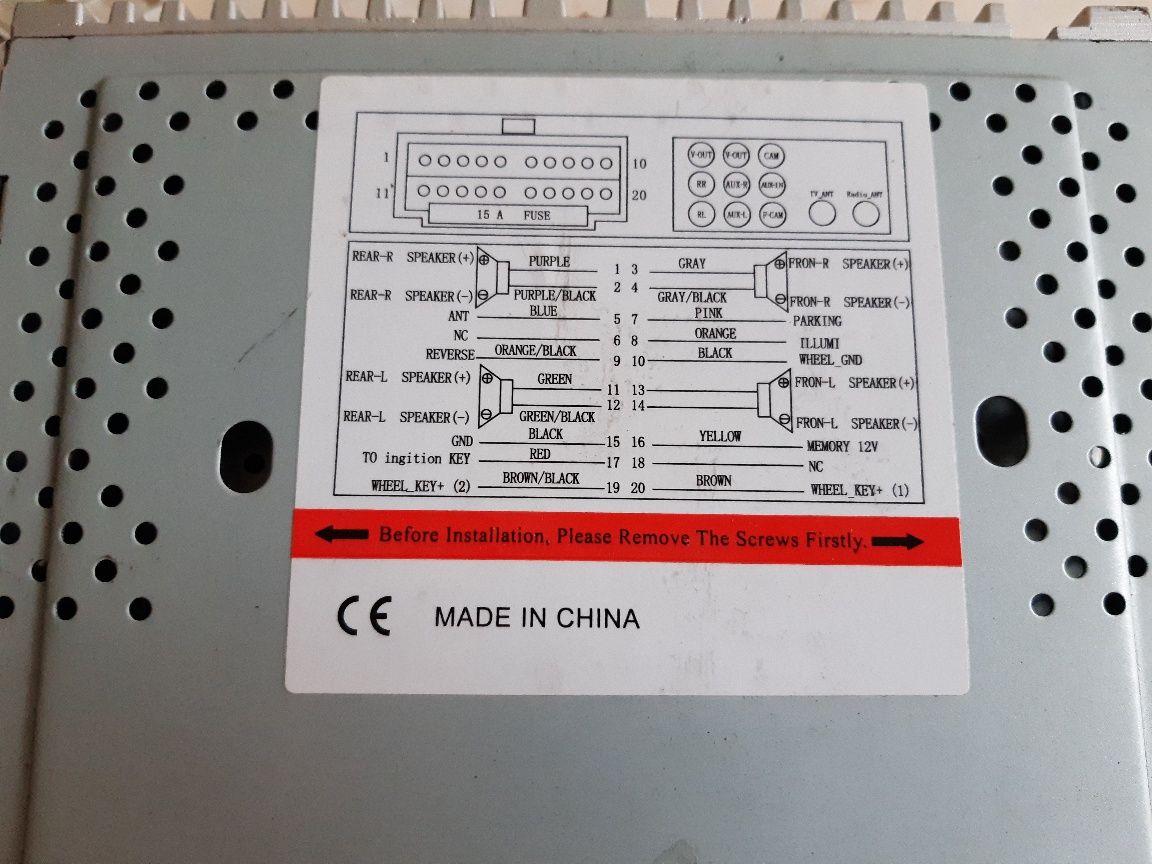 1 10
11 20
15 A FUSE
V-OUT V-OUT CAM
RR AUX-R AUX-IN
RL AUX-L F-CAM
TV_ANT Radio_ANT
REAR-R SPEAKER(+) PURPLE 1 3 GRAY FRON-R SPEAKER(+)
REAR-R SPEAKER(-) PURPLE/BLACK 2 4 GRAY/BLACK FRON-R SPEAKER(-)
ANT BLUE 5 7 PINK PARKING
NC 6 8 ORANGE ILLUMI
REVERSE ORANGE/BLACK 9 10 BLACK WHEEL_GND
REAR-L SPEAKER(+) GREEN 11 13 FRON-L SPEAKER(+)
REAR-L SPEAKER(-) GREEN/BLACK 12 14 FRON-L SPEAKER(-)
GND BLACK 15 16 YELLOW MEMORY 12V
TO ingition KEY RED 17 18 NC
WHEEL_KEY+ (2) BROWN/BLACK 19 20 BROWN WHEEL_KEY+ (1)
Before Installation, Please Remove The Screws Firstly.
CE MADE IN CHINA